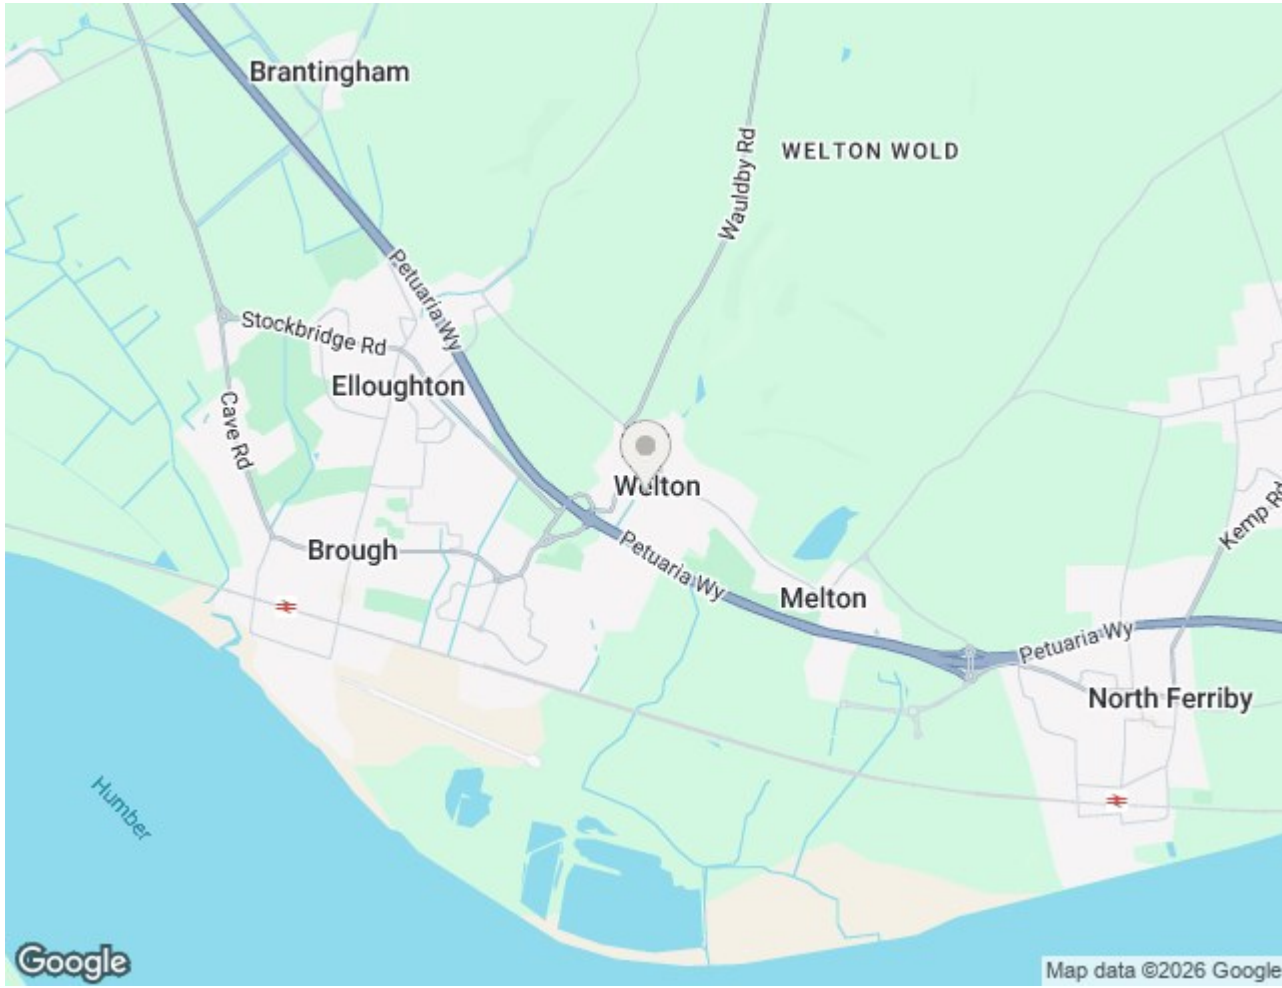 Brantingham
WELTON WOLD
Wauldby Rd
Petuaria Wy
Stockbridge Rd
Elloughton
Cave Rd
Welton
Kemp Rd
Brough
Petuaria Wy
Melton
Petuaria Wy
North Ferriby
Humber
Google
Map data ©2026 Google